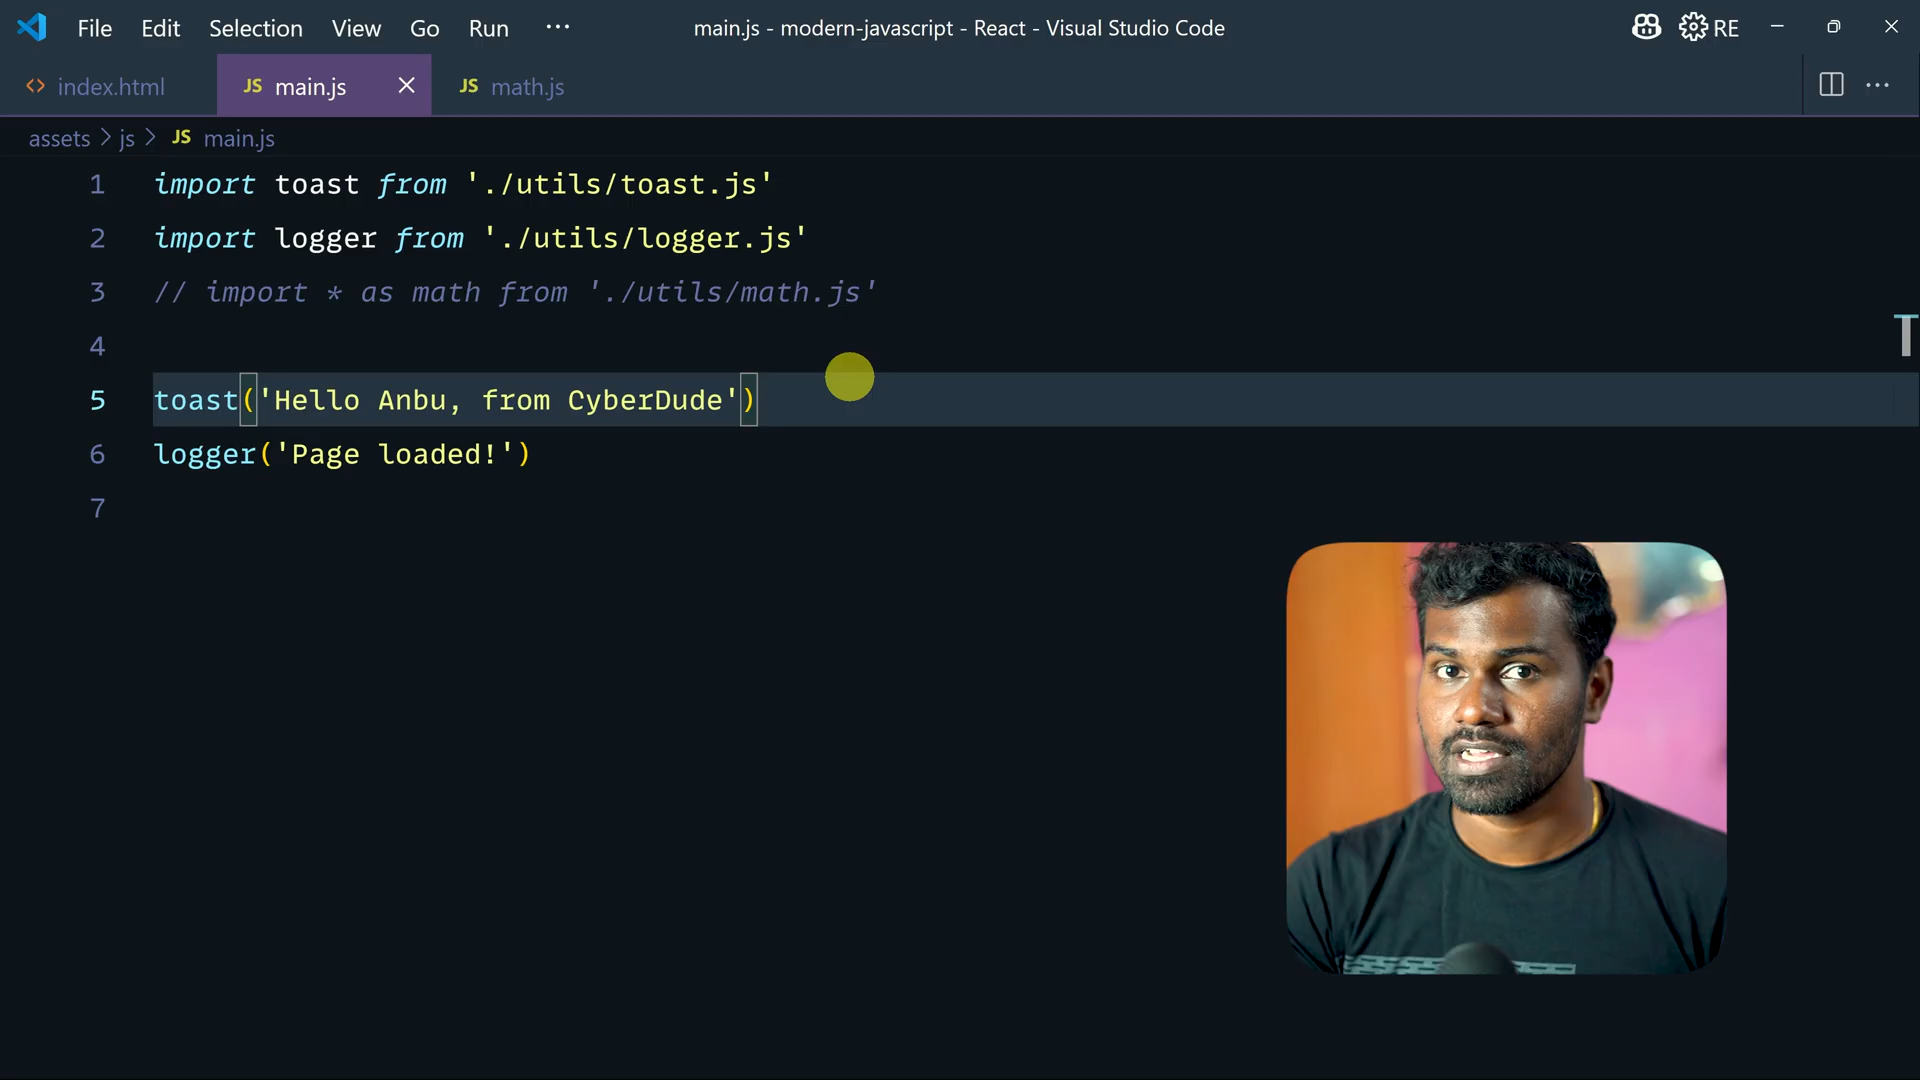 File Edit Selection View Go Run ··· main.js - modern-javascript - React - Visual Studio Code RE
index.html JS main.js JS math.js
assets > js > JS main.js
1 import toast from './utils/toast.js'
2 import logger from './utils/logger.js'
3 // import * as math from './utils/math.js'
4
5 toast('Hello Anbu, from CyberDude')
6 logger('Page loaded!')
7